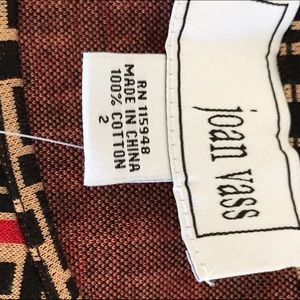 joan vass
RN 115948
MADE IN CHINA
100% COTTON
2